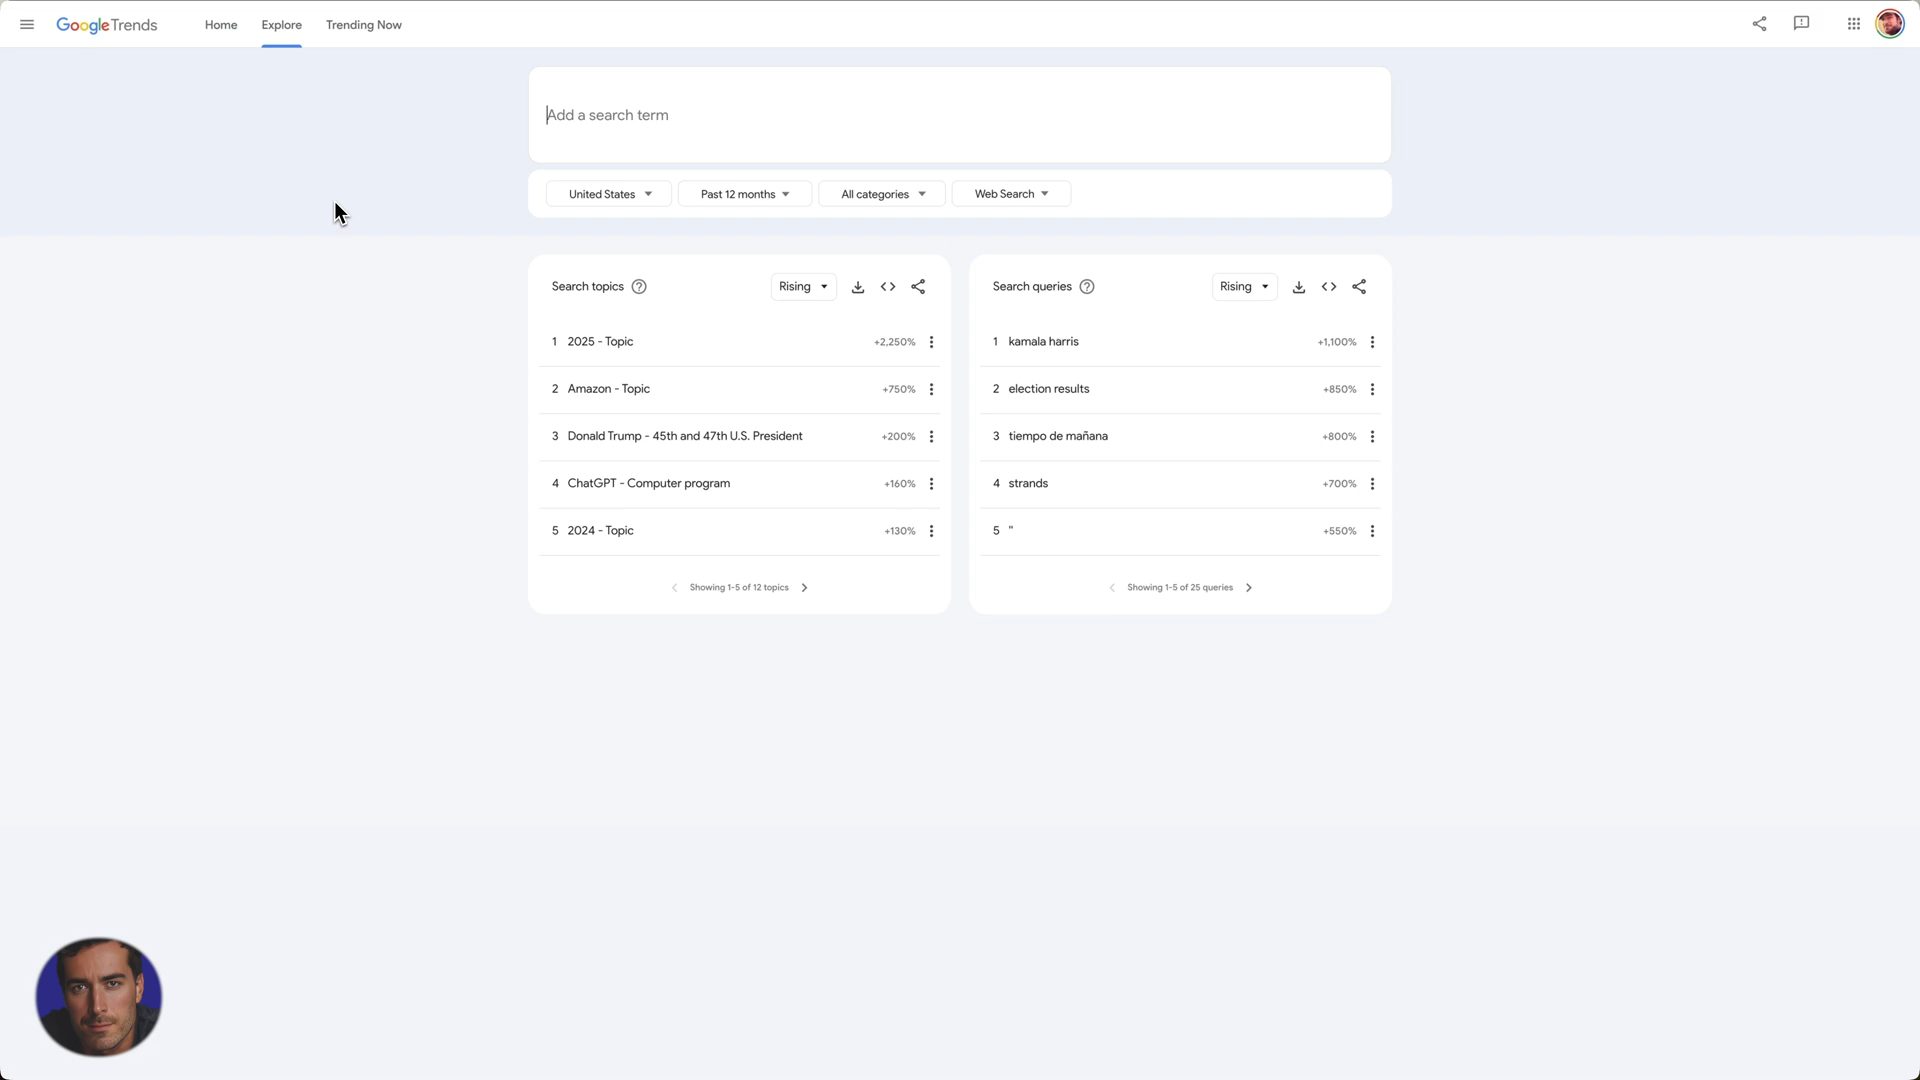 GoogleTrends Home Explore Trending Now
Add a search term
United States Past 12 months All categories Web Search
Search topics Rising
1 2025 - Topic +2,250%
2 Amazon - Topic +750%
3 Donald Trump - 45th and 47th U.S. President +200%
4 ChatGPT - Computer program +160%
5 2024 - Topic +130%
Showing 1-5 of 12 topics
Search queries Rising
1 kamala harris +1,100%
2 election results +850%
3 tiempo de mañana +800%
4 strands +700%
5 " +550%
Showing 1-5 of 25 queries